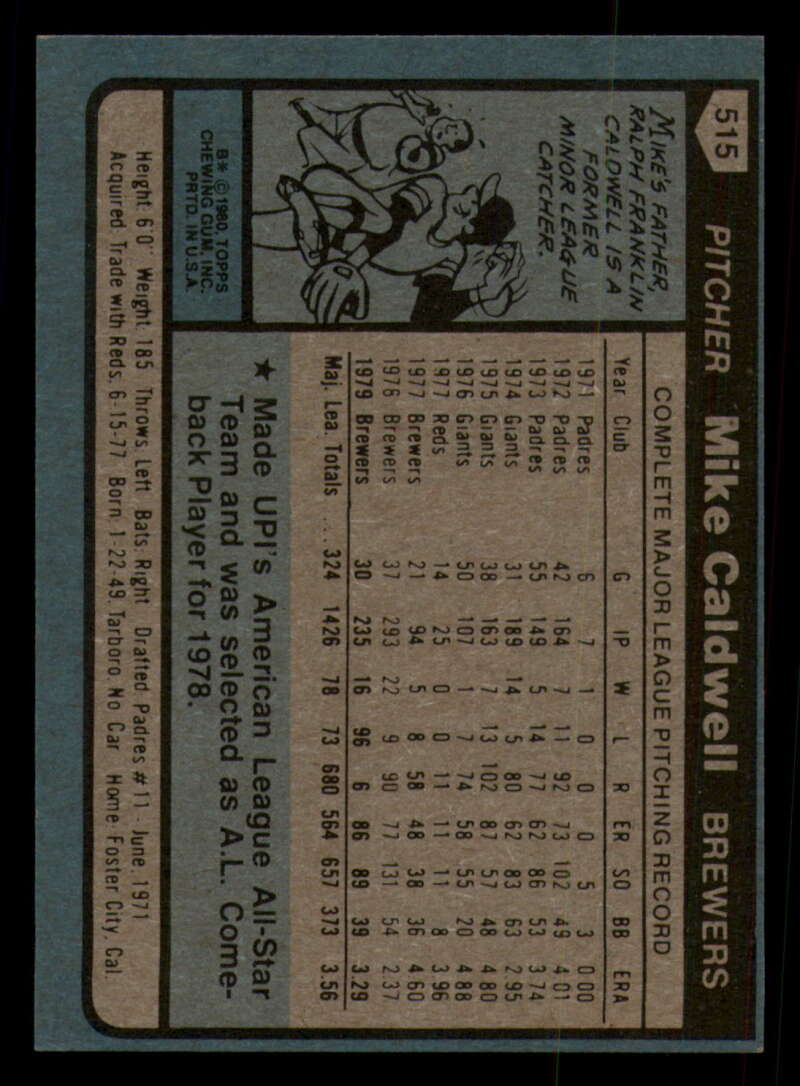 515 PITCHER Mike Caldwell BREWERS
MIKE'S FATHER,
RALPH FRANKLIN
CALDWELL IS A
FORMER
MINOR LEAGUE
CATCHER.
B* © 1980, TOPPS
CHEWING GUM, INC.
PRTD. IN U.S.A.
COMPLETE MAJOR LEAGUE PITCHING RECORD
Year Club G IP W L R ER SO BB ERA
1971 Padres 6 7 1 0 0 0 5 3 0.00
1972 Padres 42 164 7 11 92 73 102 49 4.01
1973 Padres 55 149 5 14 77 62 86 53 3.74
1974 Giants 31 189 14 5 80 62 83 63 2.95
1975 Giants 38 163 7 13 102 87 57 48 4.80
1976 Giants 50 107 1 7 74 58 55 20 4.88
1977 Reds 14 25 0 0 11 11 11 8 3.96
1977 Brewers 21 94 5 8 58 48 38 36 4.60
1978 Brewers 37 293 22 9 90 77 131 54 2.37
1979 Brewers 30 235 16 96 6 86 89 39 3.29
Maj. Lea. Totals ... 324 1426 78 73 680 564 657 373 3.56
★ Made UPI's American League All-Star
Team and was selected as A.L. Come-
back Player for 1978.
Height: 6'0" Weight: 185 Throws: Left Bats: Right Drafted: Padres #11 - June, 1971
Acquired: Trade with Reds, 6-15-77 Born: 1-22-49, Tarboro, No. Car. Home: Foster City, Cal.